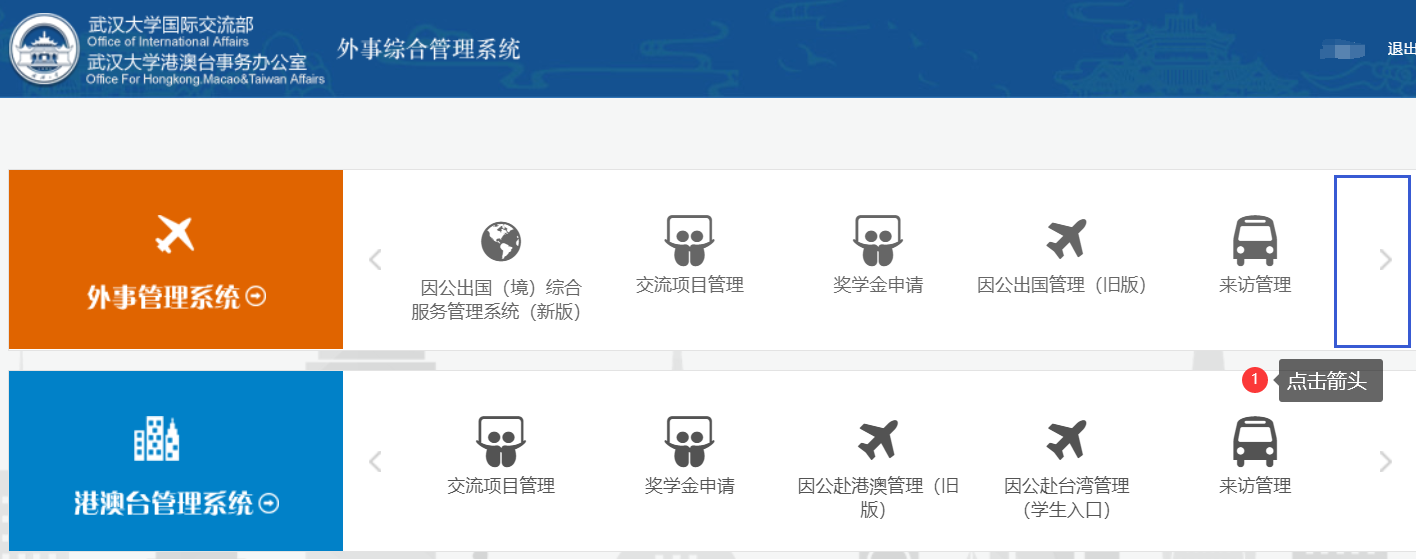 武汉大学国际交流部
Office of International Affairs
武汉大学港澳台事务办公室
Office For Hongkong.Macao&Taiwan Affairs
外事综合管理系统
退出
外事管理系统
因公出国（境）综合
服务管理系统（新版）
交流项目管理
奖学金申请
因公出国管理（旧版）
来访管理
1
点击箭头
港澳台管理系统
交流项目管理
奖学金申请
因公赴港澳管理（旧
版）
因公赴台湾管理
（学生入口）
来访管理